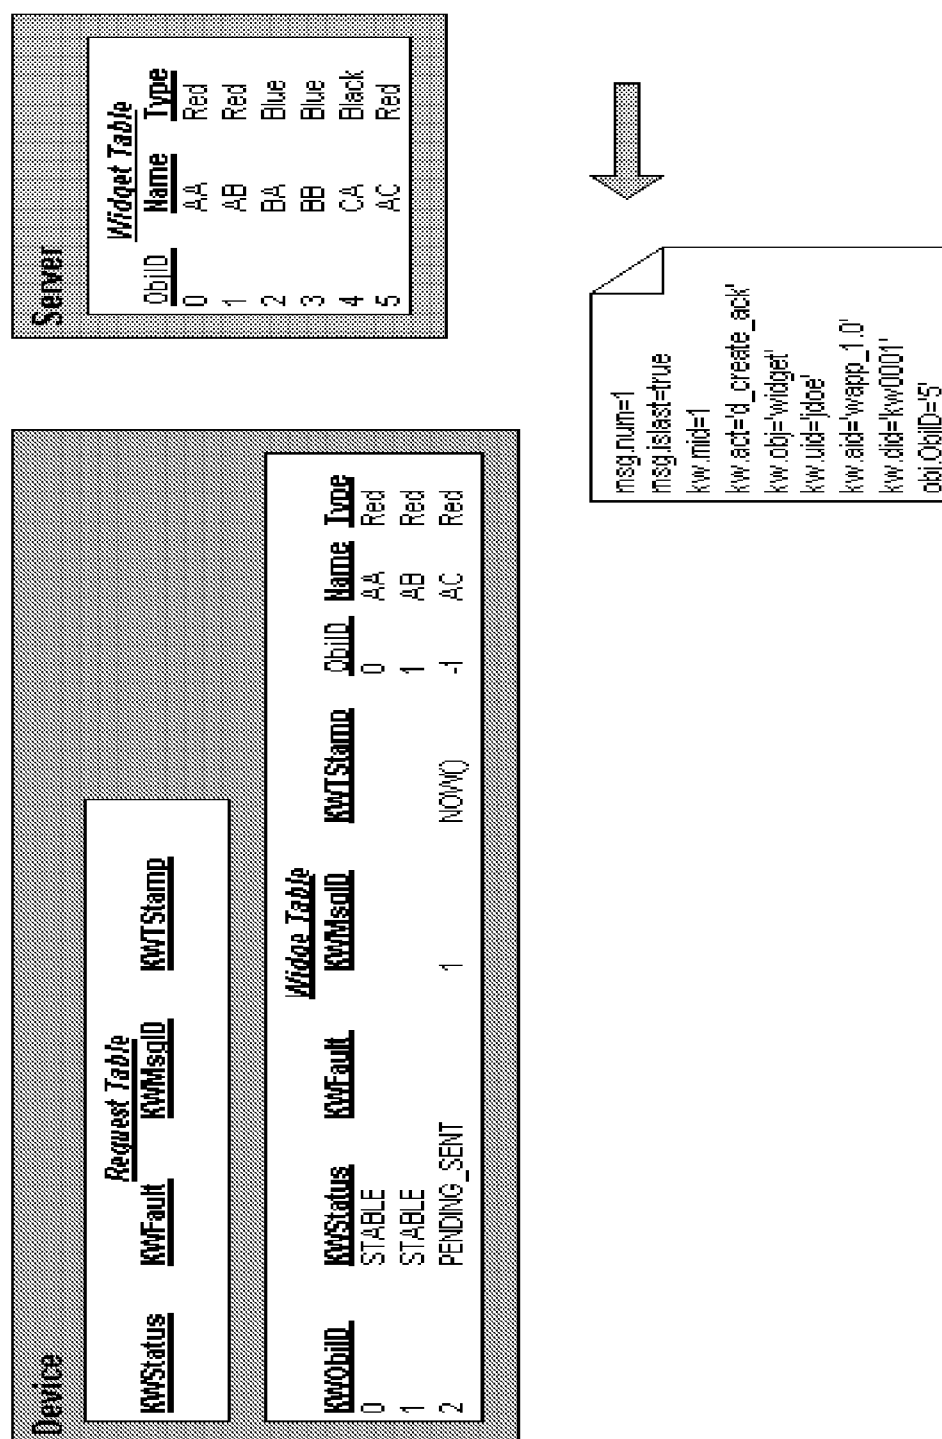 Device
Request Table
KWStatus KWFault KWMsgID KWTStamp
Widge Table
KWObjID KWStatus KWFault KWMsgID KWTStamp ObjID Name Type
0 STABLE 0 AA Red
1 STABLE 1 AB Red
2 PENDING_SENT 1 NOW() -1 AC Red
Server
Widget Table
ObjID Name Type
0 AA Red
1 AB Red
2 BA Blue
3 BB Blue
4 CA Black
5 AC Red
msg.num=1
msg.islast=true
kw.mid=1
kw.act='d_create_ack'
kw.obj='widget'
kw.uid='jdoe'
kw.aid='wapp_1.0'
kw.did='kw0001'
obj.ObjID='5'